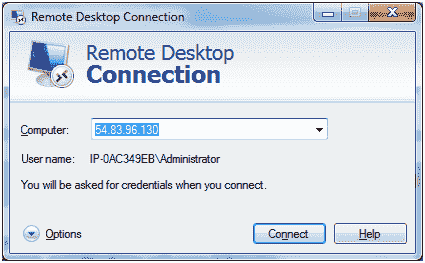 Remote Desktop Connection
Remote Desktop
Connection
Computer: 54.83.96.130
User name: IP-0AC349EB\Administrator
You will be asked for credentials when you connect.
Options Connect Help